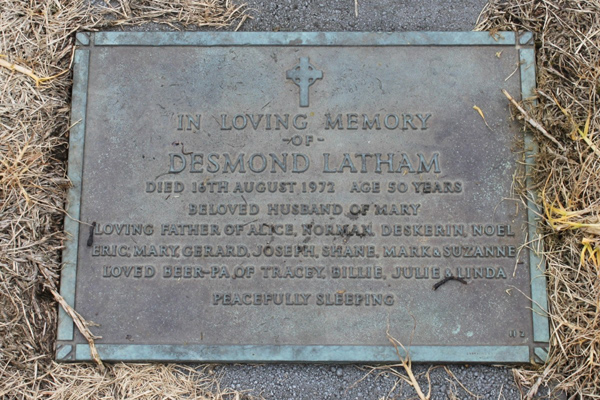 IN LOVING MEMORY
-OF-
DESMOND LATHAM
DIED 16TH AUGUST 1972 AGE 50 YEARS
BELOVED HUSBAND OF MARY
LOVING FATHER OF ALICE, NORMAN, DESKERIN, NOEL
ERIC, MARY, GERARD, JOSEPH, SHANE, MARK & SUZANNE
LOVED BEER-PA, OF TRACEY, BILLIE, JULIE & LINDA
PEACEFULLY SLEEPING